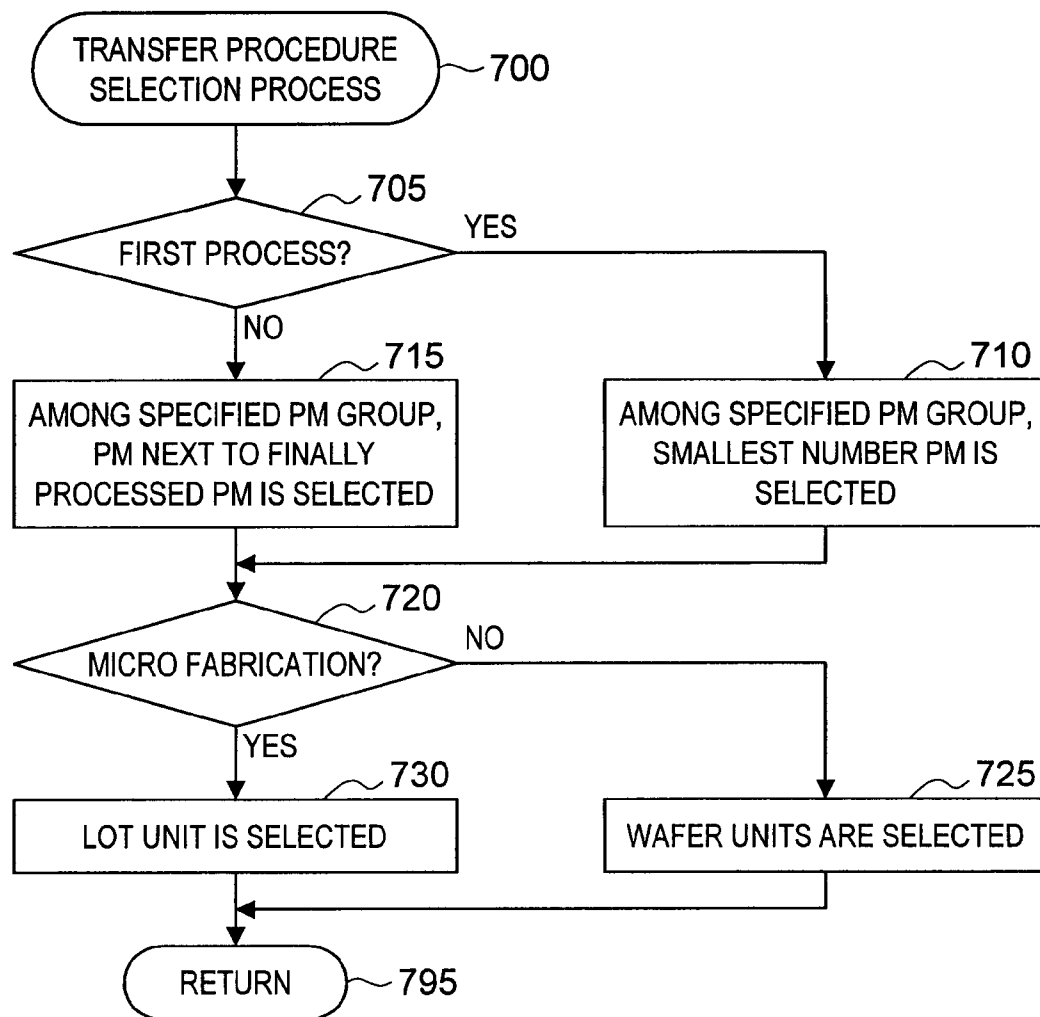 TRANSFER PROCEDURE
SELECTION PROCESS
700
705
FIRST PROCESS?
YES
NO
715
AMONG SPECIFIED PM GROUP,
PM NEXT TO FINALLY
PROCESSED PM IS SELECTED
710
AMONG SPECIFIED PM GROUP,
SMALLEST NUMBER PM IS
SELECTED
720
MICRO FABRICATION?
NO
YES
730
LOT UNIT IS SELECTED
725
WAFER UNITS ARE SELECTED
RETURN
795